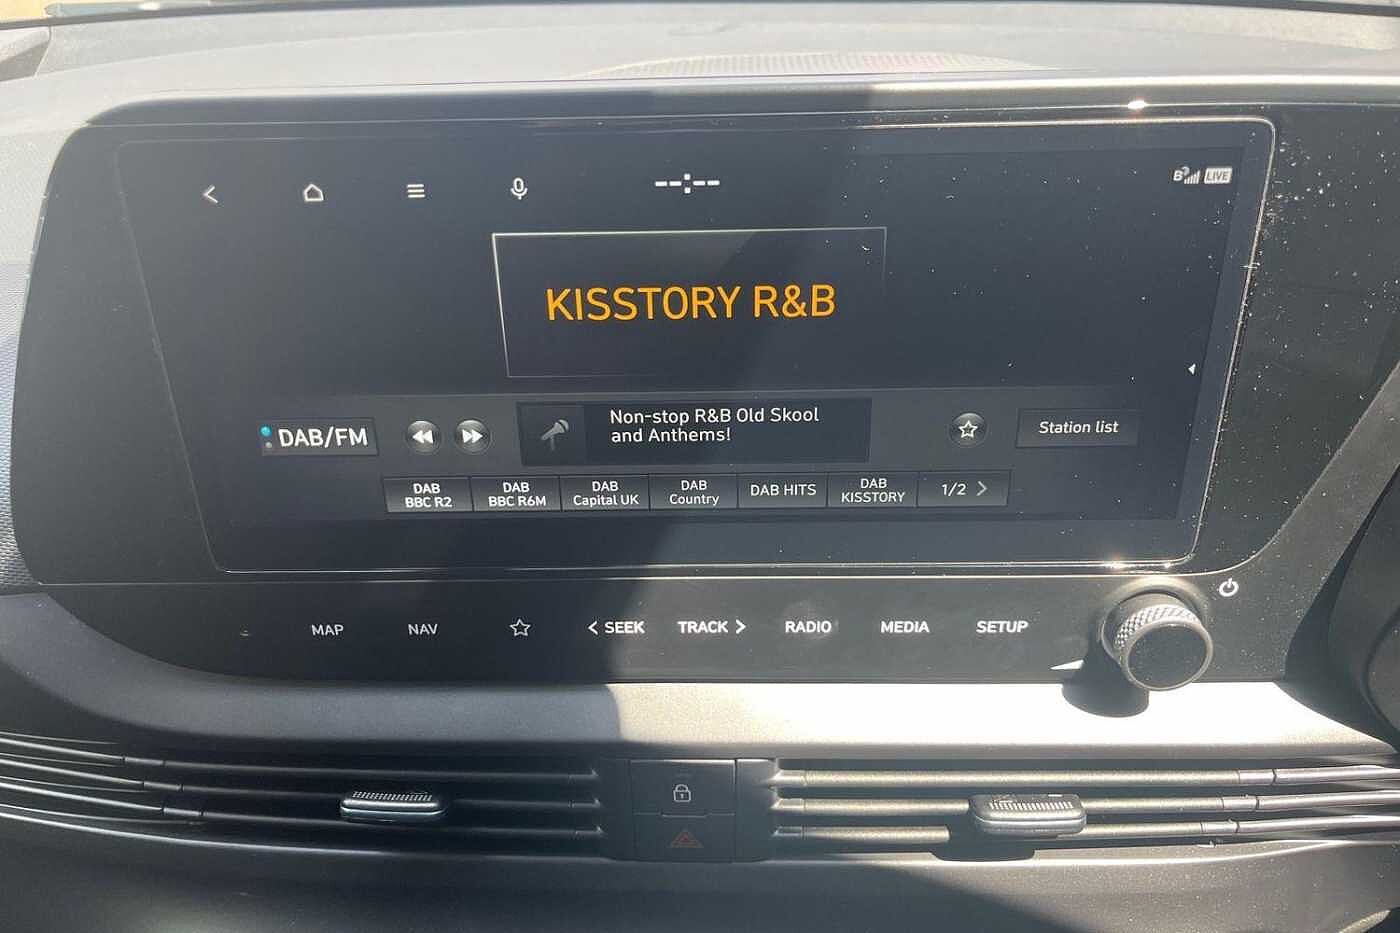 --:--
LIVE
KISSTORY R&B
DAB/FM
Non-stop R&B Old Skool
and Anthems!
Station list
DAB
BBC R2
DAB
BBC R6M
DAB
Capital UK
DAB
Country
DAB HITS
DAB
KISSTORY
1/2 >
MAP
NAV
< SEEK
TRACK >
RADIO
MEDIA
SETUP